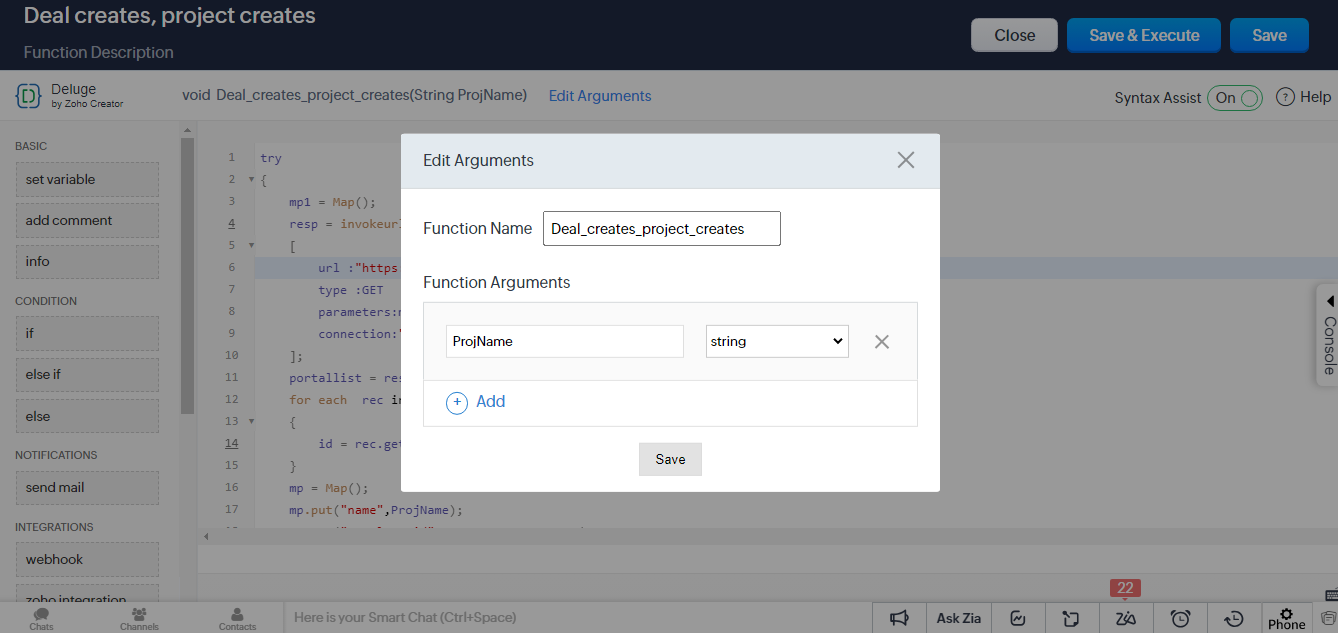 Deal creates, project creates
Function Description
Close
Save & Execute
Save
Deluge
by Zoho Creator
void Deal_creates_project_creates(String ProjName)
Edit Arguments
Syntax Assist
On
? Help
BASIC
set variable
add comment
info
CONDITION
if
else if
else
NOTIFICATIONS
send mail
INTEGRATIONS
webhook
zoho integration
1 try
2 {
3 mp1 = Map();
4 resp = invokeurl
5 [
6 url :"https
7 type :GET
8 parameters:
9 connection:"
10 ];
11 portallist = res
12 for each rec in
13 {
14 id = rec.get
15 }
16 mp = Map();
17 mp.put("name",ProjName);
Edit Arguments
Function Name
Deal_creates_project_creates
Function Arguments
ProjName
string
+ Add
Save
Console
22
Chats
Channels
Contacts
Here is your Smart Chat (Ctrl+Space)
Ask Zia
Phone